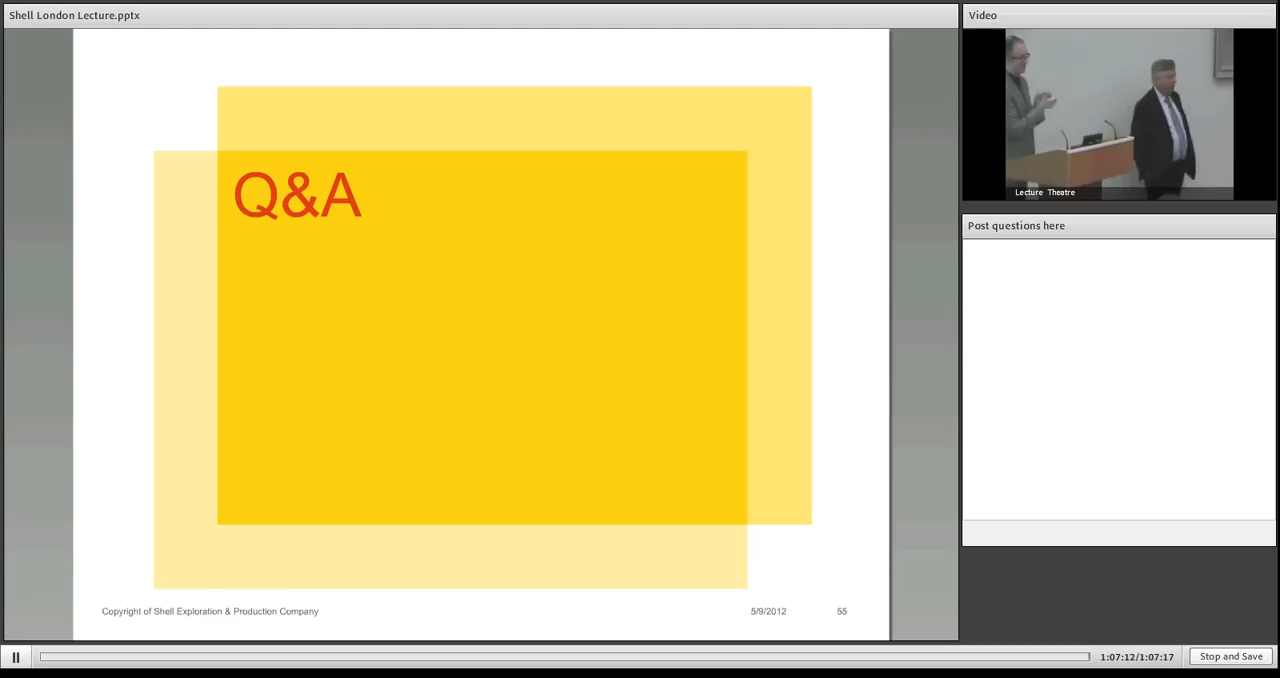 Shell London Lecture.pptx
Video
Lecture Theatre
Post questions here
Q&A
Copyright of Shell Exploration & Production Company
5/9/2012
55
1:07:12/1:07:17
Stop and Save